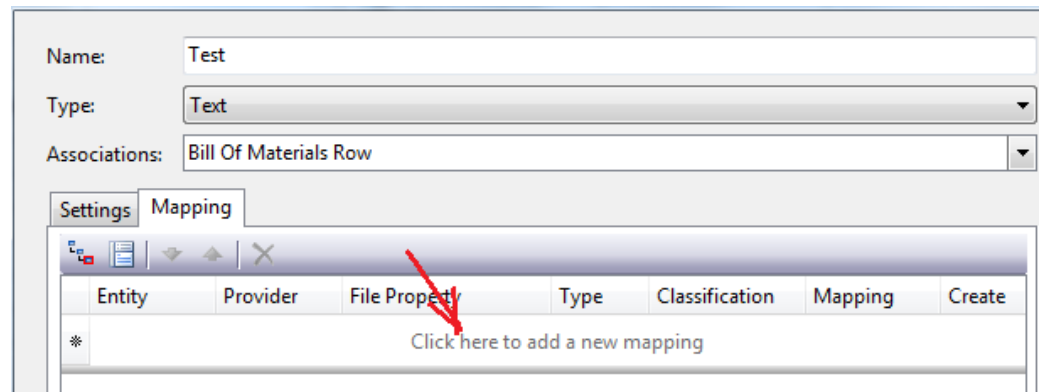 Name: Test
Type: Text
Associations: Bill Of Materials Row
Settings Mapping
Entity Provider File Property Type Classification Mapping Create
* Click here to add a new mapping